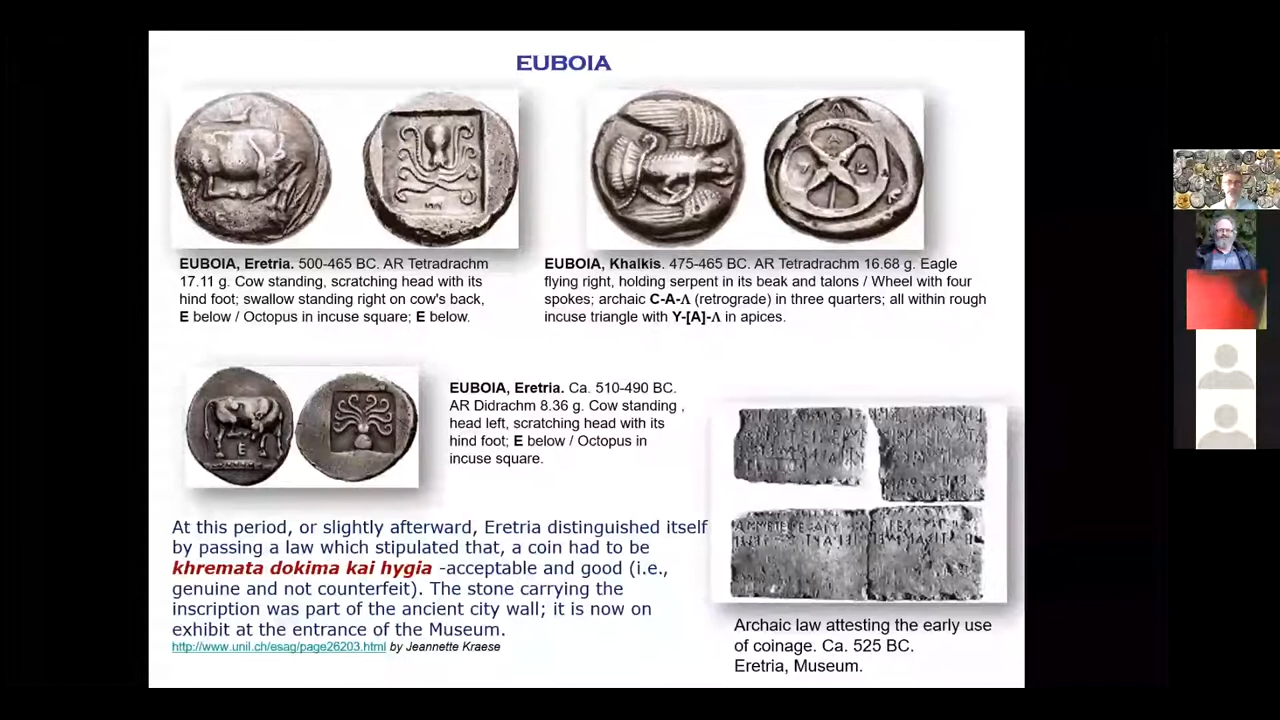 EUBOIA
EUBOIA, Eretria. 500-465 BC. AR Tetradrachm
17.11 g. Cow standing, scratching head with its
hind foot; swallow standing right on cow's back,
E below / Octopus in incuse square; E below.
EUBOIA, Khalkis. 475-465 BC. AR Tetradrachm 16.68 g. Eagle
flying right, holding serpent in its beak and talons / Wheel with four
spokes; archaic C-A-Λ (retrograde) in three quarters; all within rough
incuse triangle with Y-[A]-Λ in apices.
EUBOIA, Eretria. Ca. 510-490 BC.
AR Didrachm 8.36 g. Cow standing ,
head left, scratching head with its
hind foot; E below / Octopus in
incuse square.
E
At this period, or slightly afterward, Eretria distinguished itself
by passing a law which stipulated that, a coin had to be
khremata dokima kai hygia -acceptable and good (i.e.,
genuine and not counterfeit). The stone carrying the
inscription was part of the ancient city wall; it is now on
exhibit at the entrance of the Museum.
http://www.unil.ch/esag/page26203.html by Jeannette Kraese
Archaic law attesting the early use
of coinage. Ca. 525 BC.
Eretria, Museum.